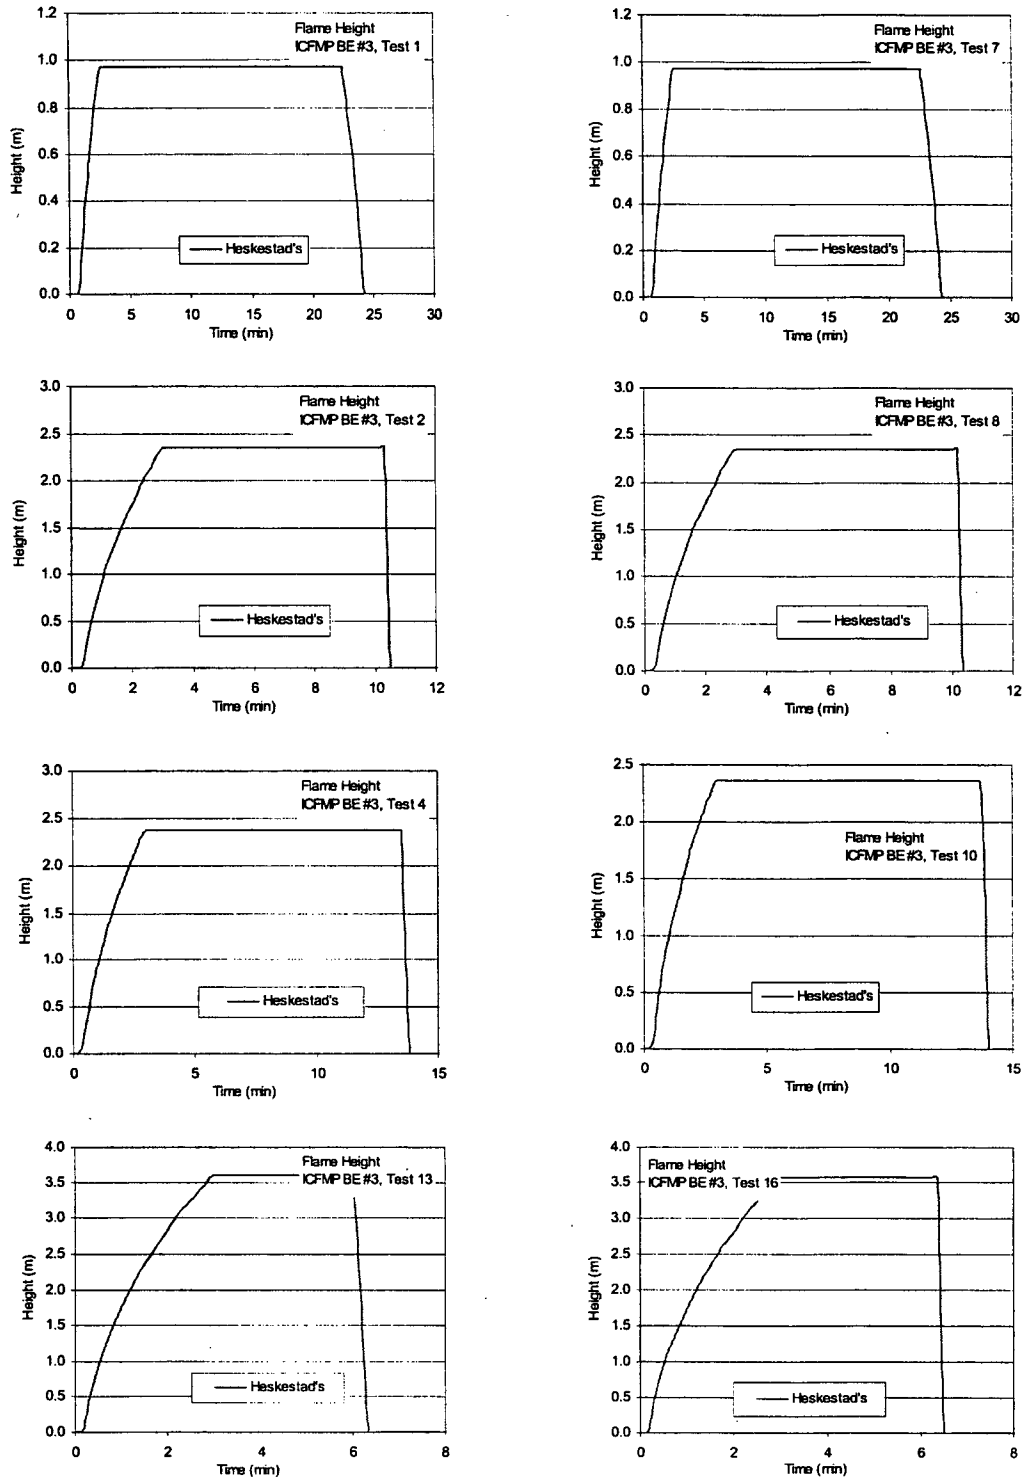 Flame Height
ICFMP BE #3, Test 1
Height (m)
1.2
1.0
0.8
0.6
0.4
0.2
0.0
Heskestad's
0 5 10 15 20 25 30
Time (min)
Flame Height
ICFMP BE #3, Test 7
Height (m)
1.2
1.0
0.8
0.6
0.4
0.2
0.0
Heskestad's
0 5 10 15 20 25 30
Time (min)
Flame Height
ICFMP BE #3, Test 2
Height (m)
3.0
2.5
2.0
1.5
1.0
0.5
0.0
Heskestad's
0 2 4 6 8 10 12
Time (min)
Flame Height
ICFMP BE #3, Test 8
Height (m)
3.0
2.5
2.0
1.5
1.0
0.5
0.0
Heskestad's
0 2 4 6 8 10 12
Time (min)
Flame Height
ICFMP BE #3, Test 4
Height (m)
3.0
2.5
2.0
1.5
1.0
0.5
0.0
Heskestad's
0 5 10 15
Time (min)
Flame Height
ICFMP BE #3, Test 10
Height (m)
2.5
2.0
1.5
1.0
0.5
0.0
Heskestad's
0 5 10 15
Time (min)
Flame Height
ICFMP BE #3, Test 13
Height (m)
4.0
3.5
3.0
2.5
2.0
1.5
1.0
0.5
0.0
Heskestad's
0 2 4 6 8
Time (min)
Flame Height
ICFMP BE #3, Test 16
Height (m)
4.0
3.5
3.0
2.5
2.0
1.5
1.0
0.5
0.0
Heskestad's
0 2 4 6 8
Time (min)